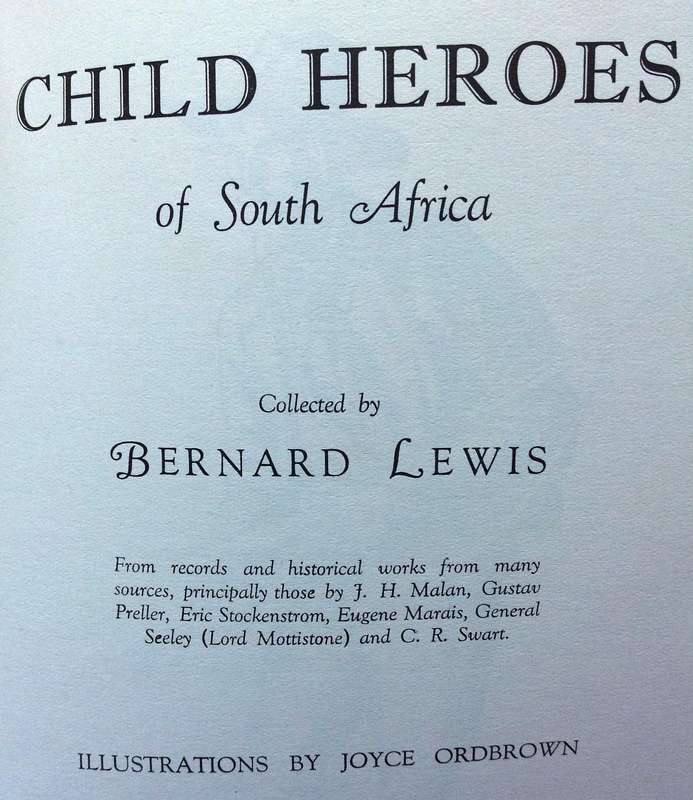 CHILD HEROES
of South Africa
Collected by
BERNARD LEWIS
From records and historical works from many
sources, principally those by J. H. Malan, Gustav
Preller, Eric Stockenstrom, Eugene Marais, General
Seeley (Lord Mottistone) and C. R. Swart.
ILLUSTRATIONS BY JOYCE ORDBROWN